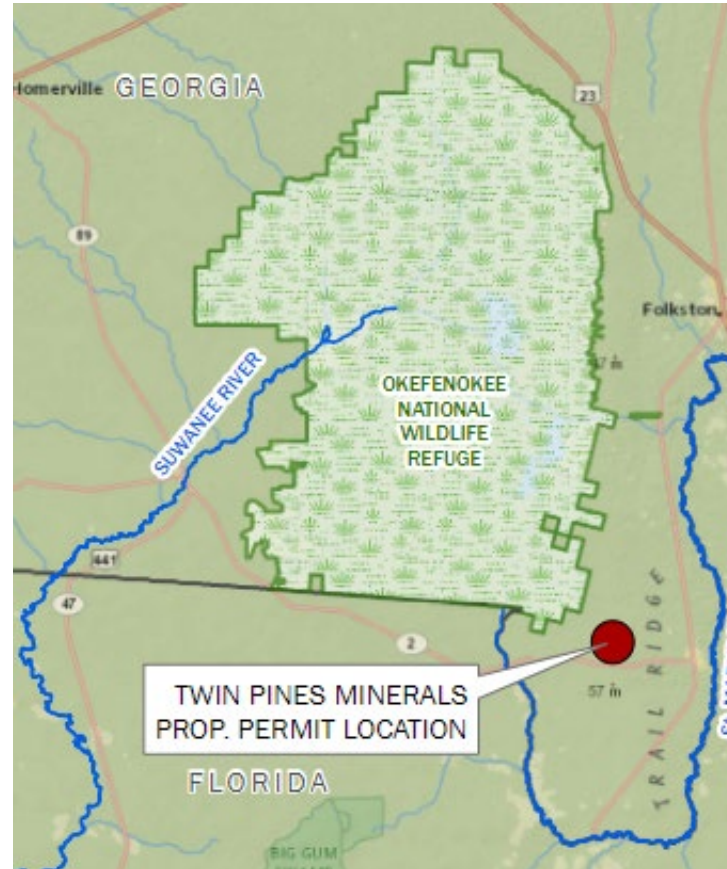 Homerville
GEORGIA
23
89
Folkston
SUWANEE RIVER
OKEFENOKEE
NATIONAL
WILDLIFE
REFUGE
441
47
2
TRAIL RIDGE
TWIN PINES MINERALS
PROP. PERMIT LOCATION
57 m
FLORIDA
BIG GUM